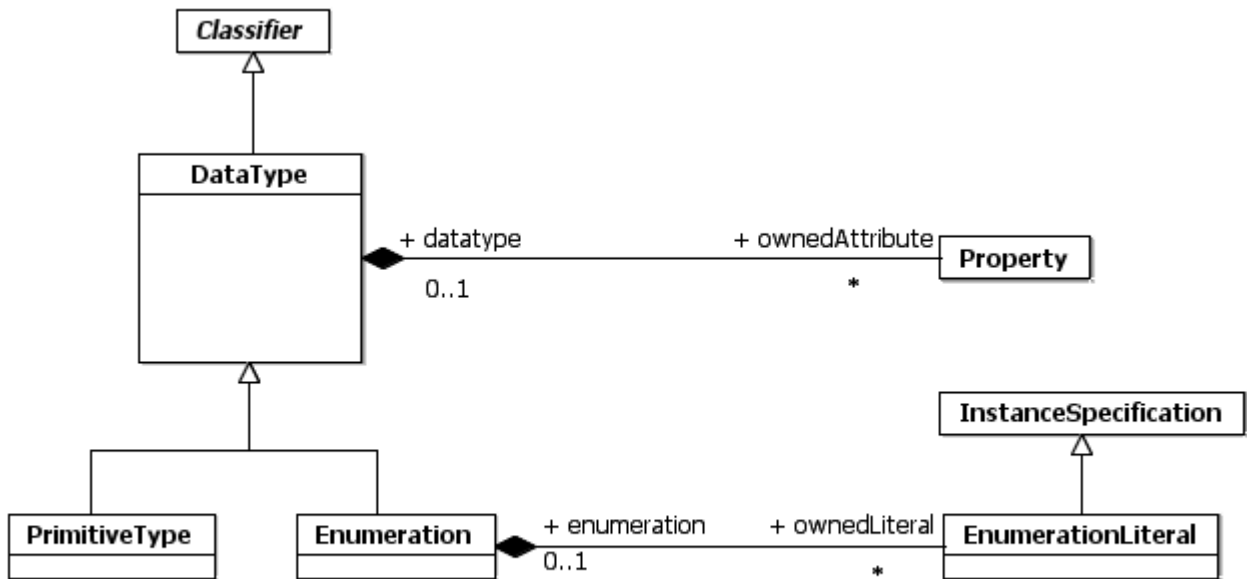 Classifier
DataType
+ datatype
+ ownedAttribute
Property
0..1
*
InstanceSpecification
PrimitiveType
Enumeration
+ enumeration
+ ownedLiteral
EnumerationLiteral
0..1
*